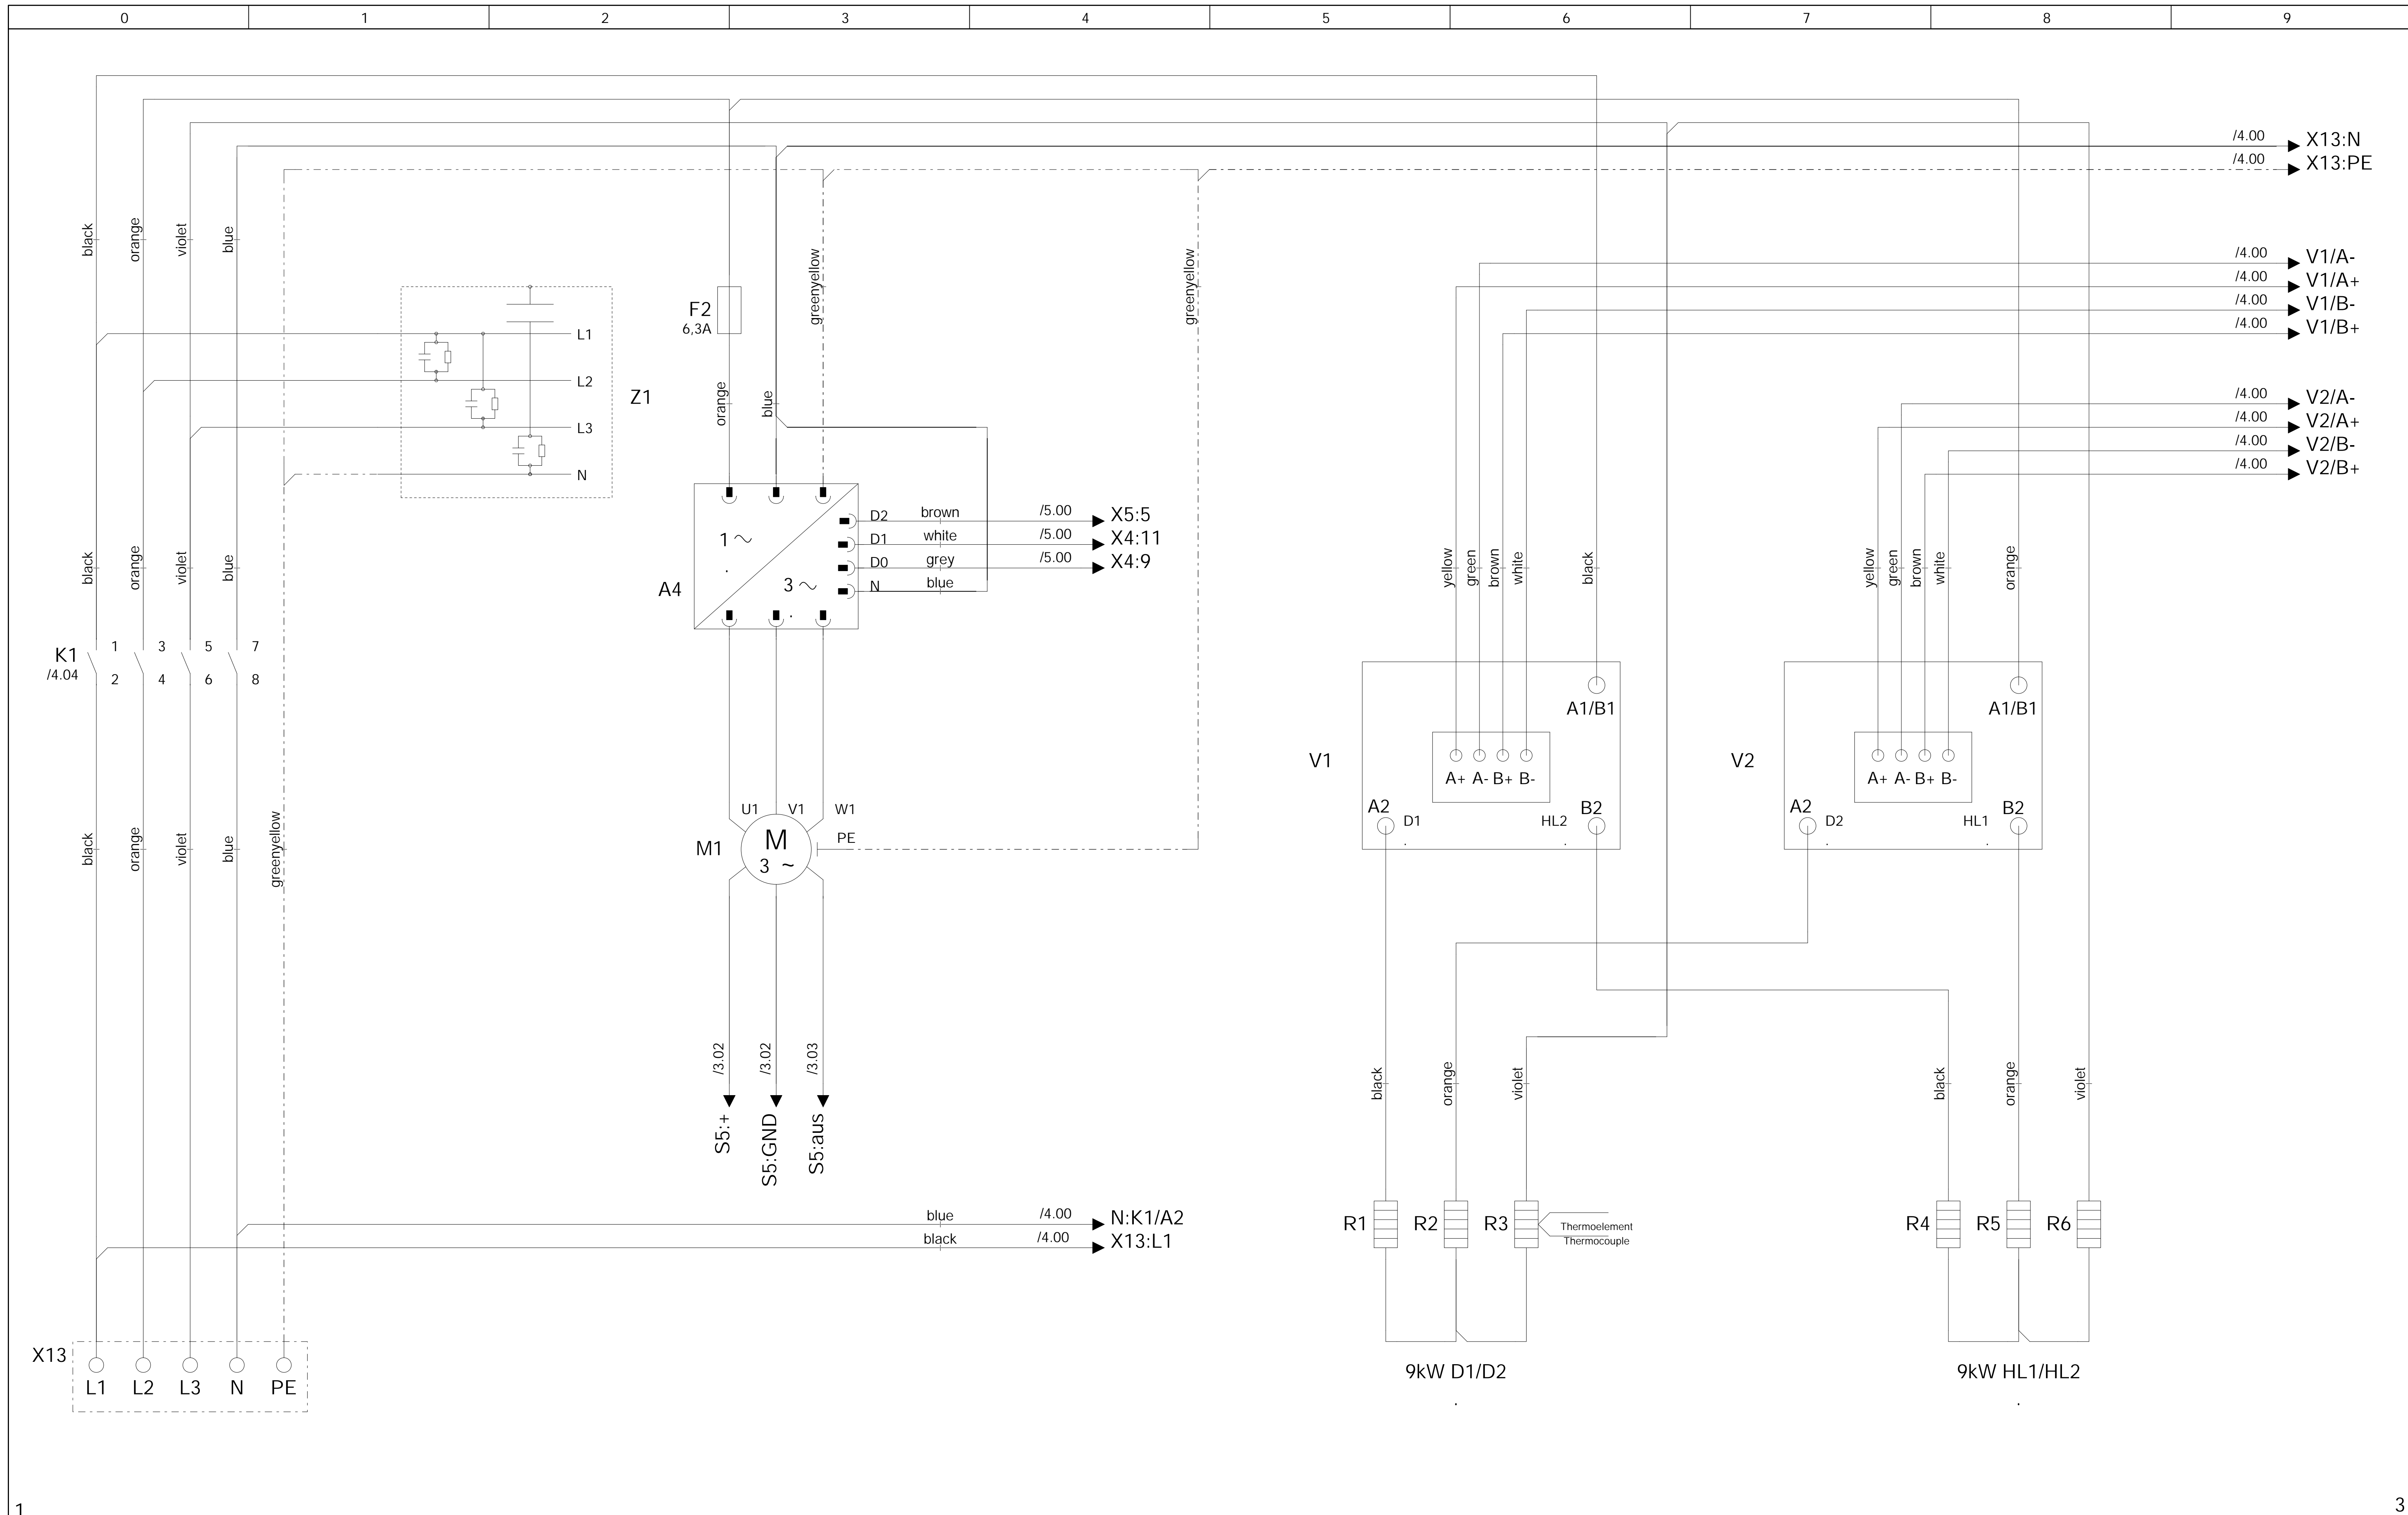 0 1 2 3 4 5 6 7 8 9
/4.00 X13:N
/4.00 X13:PE
black orange violet blue
greenyellow
greenyellow
/4.00 V1/A-
/4.00 V1/A+
/4.00 V1/B-
/4.00 V1/B+
F2
6,3A
L1
L2
L3
N
Z1
orange
blue
/4.00 V2/A-
/4.00 V2/A+
/4.00 V2/B-
/4.00 V2/B+
D2 brown /5.00 X5:5
D1 white /5.00 X4:11
D0 grey /5.00 X4:9
N blue
1 ~
3 ~
A4
black orange violet blue
yellow green brown white black
yellow green brown white orange
K1
/4.04
1 3 5 7
2 4 6 8
A1/B1
A1/B1
V1
V2
A+ A- B+ B-
A+ A- B+ B-
A2 D1 HL2 B2
A2 D2 HL1 B2
U1 V1 W1
PE
M1
M
3 ~
black orange violet blue greenyellow
/3.02 /3.02 /3.03
S5:+ S5:GND S5:aus
black orange violet
black orange violet
blue /4.00 N:K1/A2
black /4.00 X13:L1
R1 R2 R3
Thermoelement
Thermocouple
R4 R5 R6
X13
L1 L2 L3 N PE
9kW D1/D2
9kW HL1/HL2
1
3